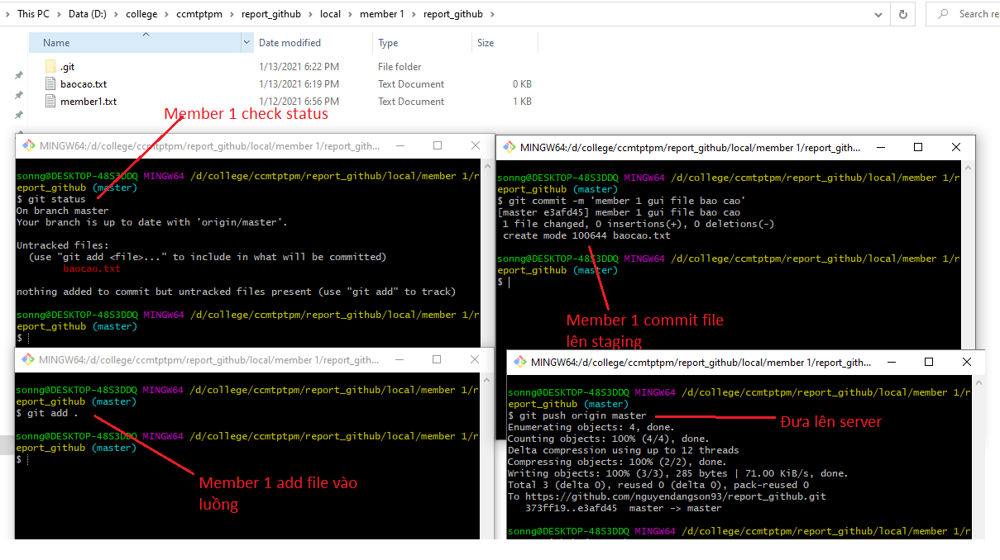 This PC > Data (D:) > college > ccmtptpm > report_github > local > member 1 > report_github >
Search re
Name Date modified Type Size
.git 1/13/2021 6:22 PM File folder
baocao.txt 1/13/2021 6:19 PM Text Document 0 KB
member1.txt 1/12/2021 6:56 PM Text Document 1 KB
Member 1 check status
MINGW64:/d/college/ccmtptpm/report_github/local/member 1/report_gith...
sonng@DESKTOP-48S3DDQ MINGW64 /d/college/ccmtptpm/report_github/local/member 1/r
eport_github (master)
$ git status
On branch master
Your branch is up to date with 'origin/master'.
Untracked files:
(use "git add <file>..." to include in what will be committed)
baocao.txt
nothing added to commit but untracked files present (use "git add" to track)
sonng@DESKTOP-48S3DDQ MINGW64 /d/college/ccmtptpm/report_github/local/member 1/r
eport_github (master)
$
MINGW64:/d/college/ccmtptpm/report_github/local/member 1/report_gith...
sonng@DESKTOP-48S3DDQ MINGW64 /d/college/ccmtptpm/report_github/local/member 1/r
eport_github (master)
$ git commit -m 'member 1 gui file bao cao'
[master e3afd45] member 1 gui file bao cao
1 file changed, 0 insertions(+), 0 deletions(-)
create mode 100644 baocao.txt
sonng@DESKTOP-48S3DDQ MINGW64 /d/college/ccmtptpm/report_github/local/member 1/r
eport_github (master)
$
Member 1 commit file
lên staging
MINGW64:/d/college/ccmtptpm/report_github/local/member 1/report_gith...
sonng@DESKTOP-48S3DDQ MINGW64 /d/college/ccmtptpm/report_github/local/member 1/r
eport_github (master)
$ git add .
sonng@DESKTOP-48S3DDQ MINGW64 /d/college/ccmtptpm/report_github/local/member 1/r
eport_github (master)
$
Member 1 add file vào
luồng
MINGW64:/d/college/ccmtptpm/report_github/local/member 1/report_gith...
sonng@DESKTOP-48S3DDQ MINGW64 /d/college/ccmtptpm/report_github/local/member 1/r
eport_github (master)
$ git push origin master
Đưa lên server
Enumerating objects: 4, done.
Counting objects: 100% (4/4), done.
Delta compression using up to 12 threads
Compressing objects: 100% (2/2), done.
Writing objects: 100% (3/3), 285 bytes | 71.00 KiB/s, done.
Total 3 (delta 0), reused 0 (delta 0), pack-reused 0
To https://github.com/nguyendangson93/report_github.git
373ff19..e3afd45 master -> master
sonng@DESKTOP-48S3DDQ MINGW64 /d/college/ccmtptpm/report_github/local/member 1/r
eport_github (master)